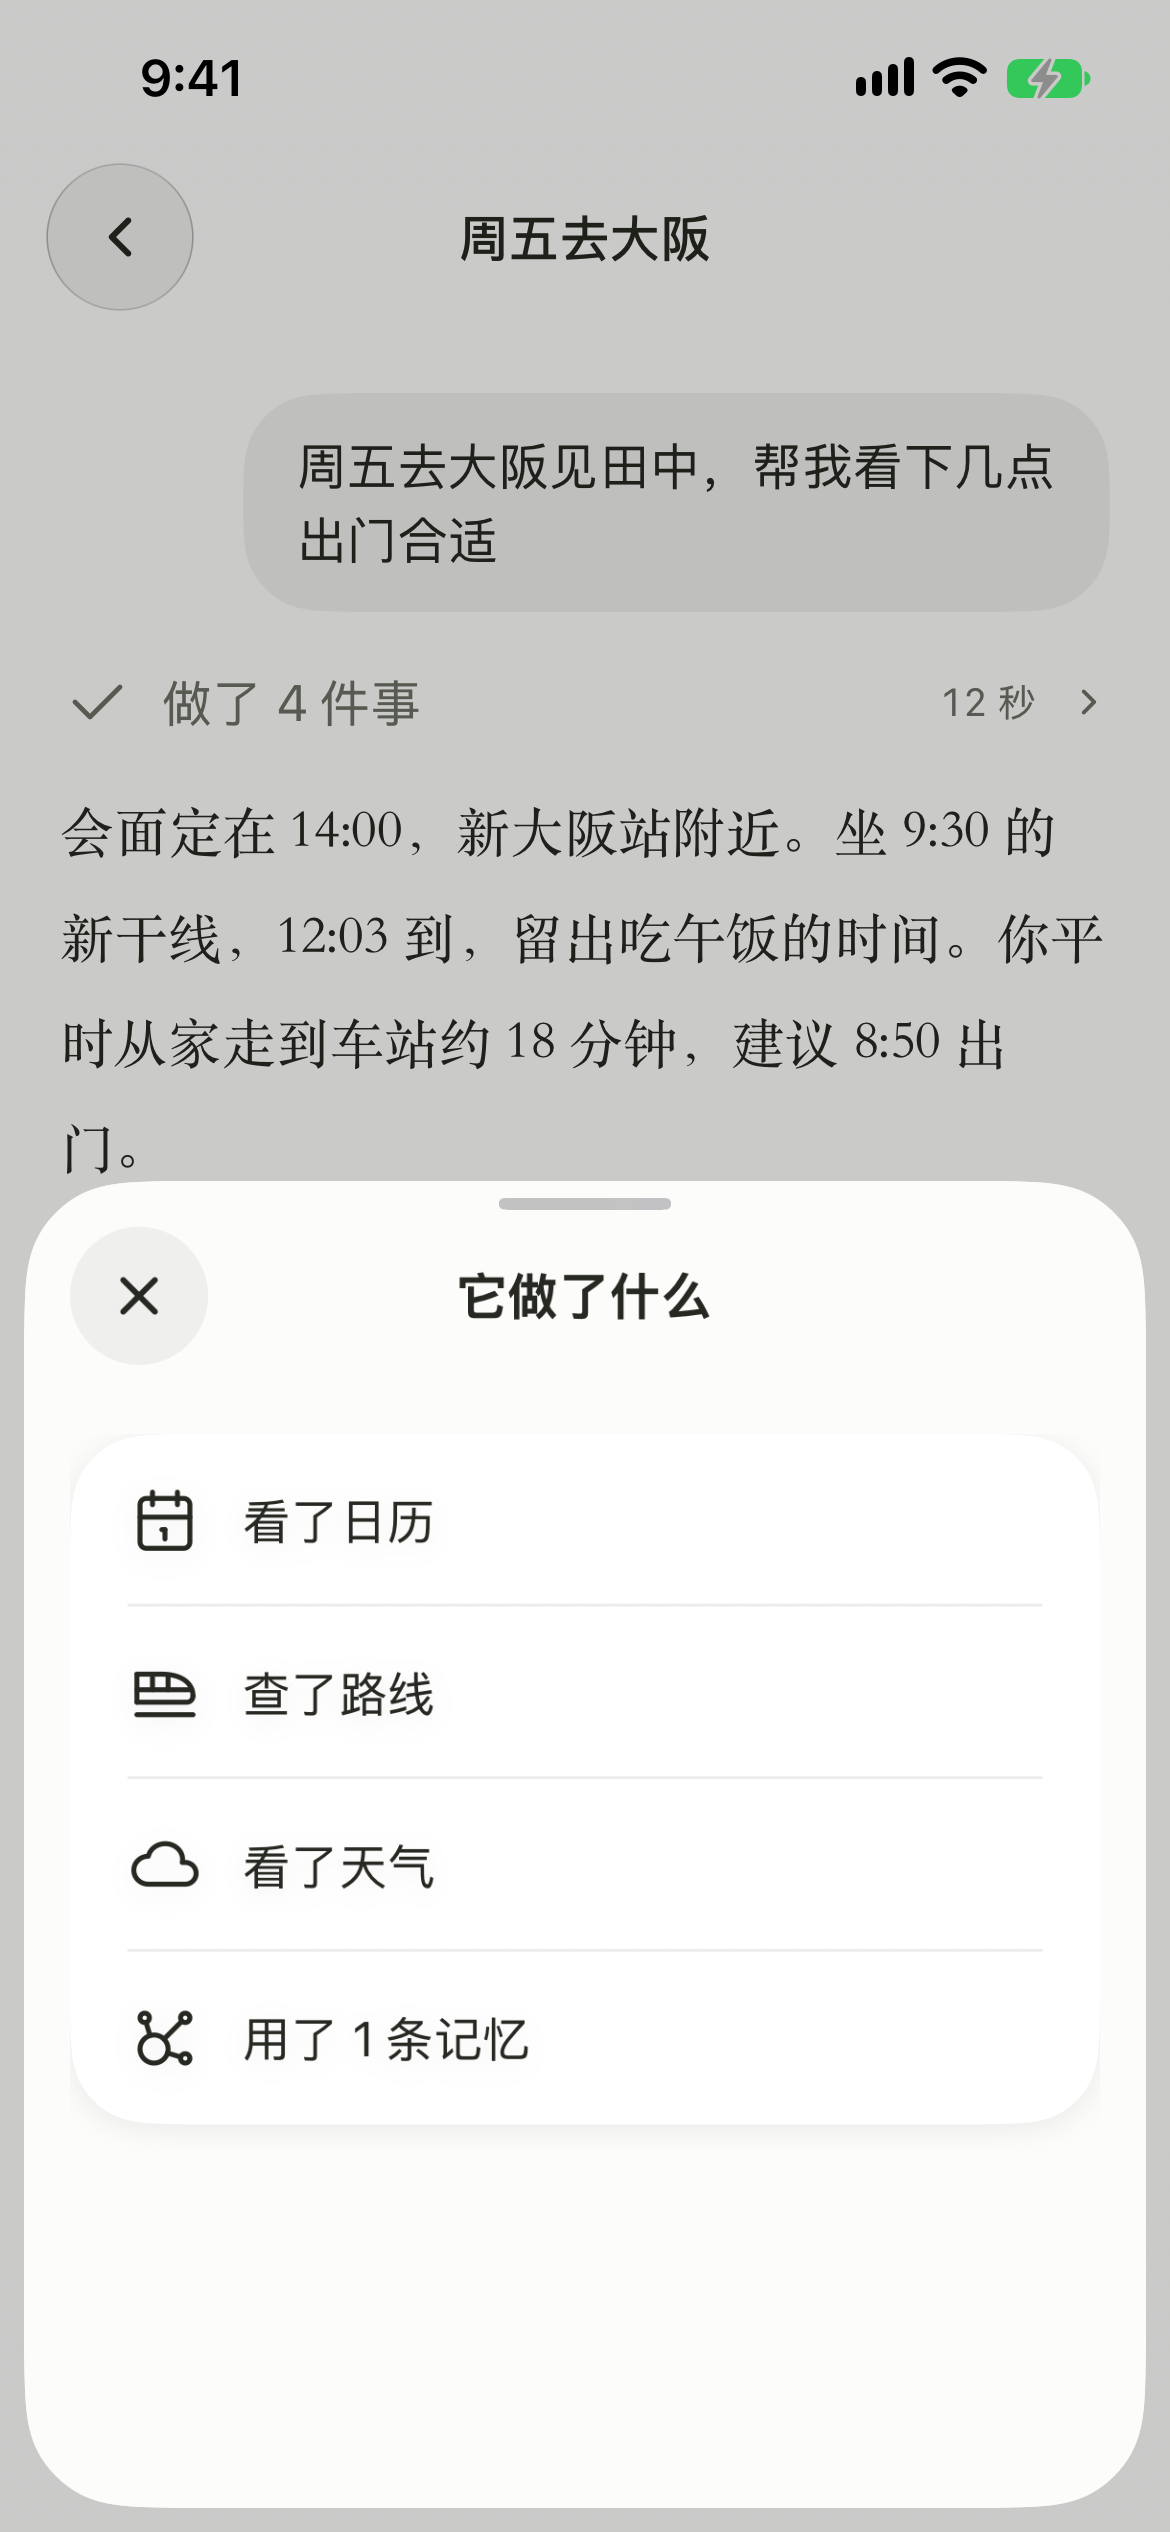 9:41
周五去大阪
周五去大阪见田中，帮我看下几点
出门合适
做了 4 件事
12 秒
会面定在 14:00，新大阪站附近。坐 9:30 的
新干线，12:03 到，留出吃午饭的时间。你平
时从家走到车站约 18 分钟，建议 8:50 出
门。
它做了什么
看了日历
查了路线
看了天气
用了 1 条记忆